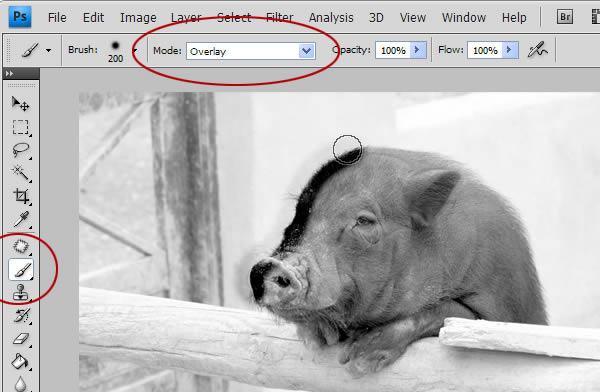 Ps File Edit Image Layer Select Filter Analysis 3D View Window Help Br
Brush: 200 Mode: Overlay Opacity: 100% Flow: 100%